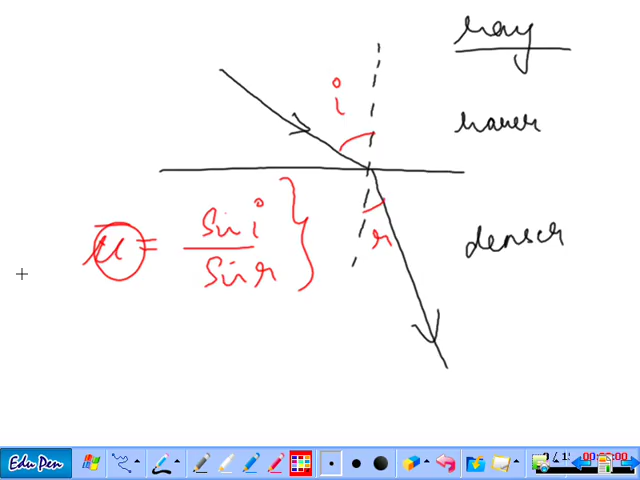 ray
i
rarer
μ = sin i / sin r
r
denser
Edu Pen